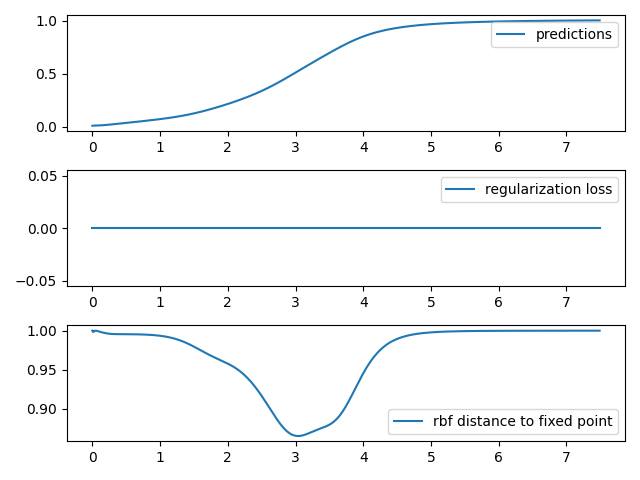 1.0
0.5
0.0
predictions
0 1 2 3 4 5 6 7
0.05
0.00
−0.05
regularization loss
0 1 2 3 4 5 6 7
1.00
0.95
0.90
rbf distance to fixed point
0 1 2 3 4 5 6 7